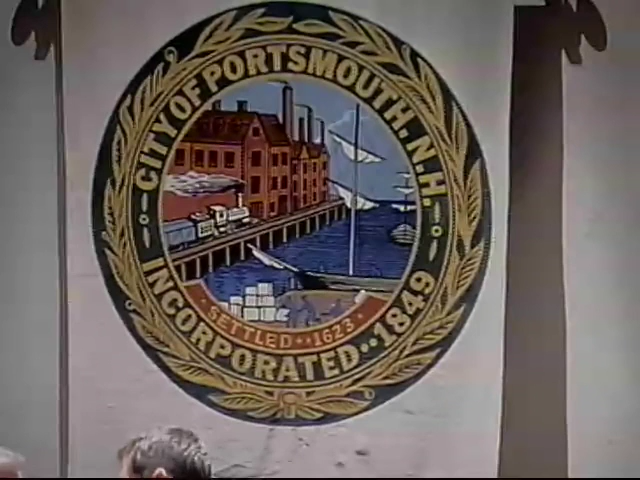 CITY OF PORTSMOUTH, N.H.
SETTLED • • 1623
INCORPORATED • • 1849